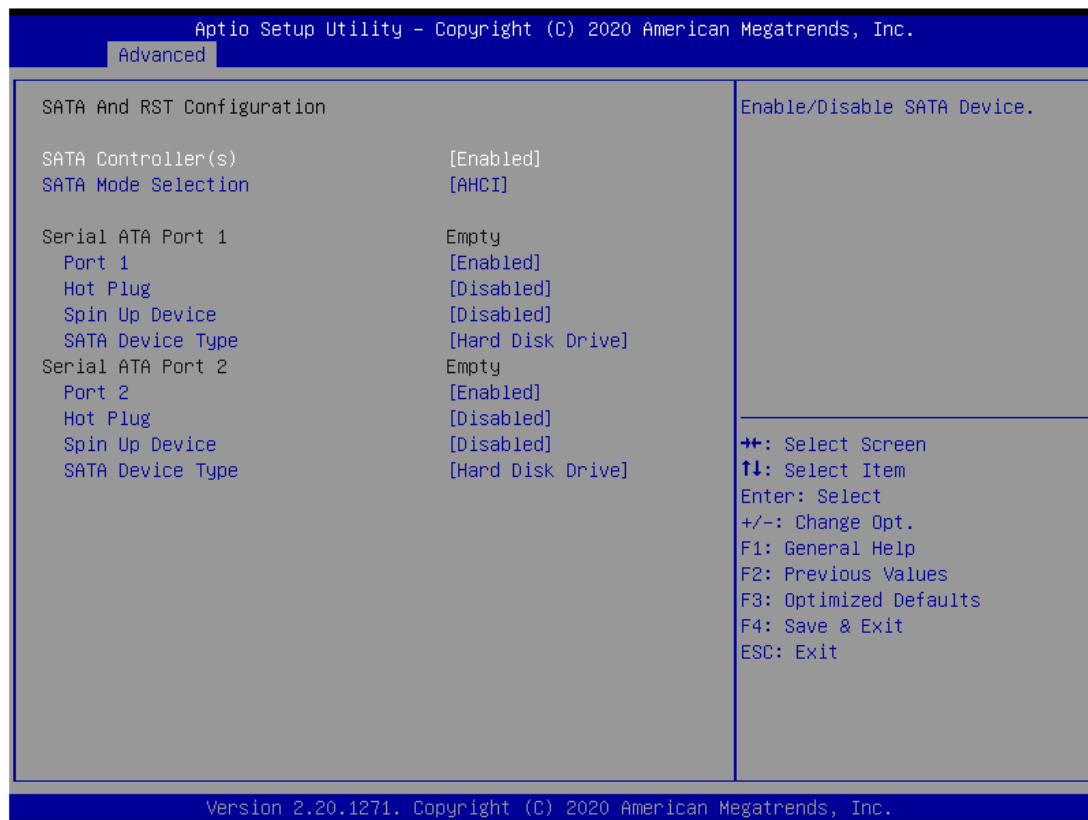 Aptio Setup Utility – Copyright (C) 2020 American Megatrends, Inc.
Advanced
SATA And RST Configuration
SATA Controller(s) [Enabled]
SATA Mode Selection [AHCI]
Serial ATA Port 1 Empty
Port 1 [Enabled]
Hot Plug [Disabled]
Spin Up Device [Disabled]
SATA Device Type [Hard Disk Drive]
Serial ATA Port 2 Empty
Port 2 [Enabled]
Hot Plug [Disabled]
Spin Up Device [Disabled]
SATA Device Type [Hard Disk Drive]
Enable/Disable SATA Device.
→←: Select Screen
↑↓: Select Item
Enter: Select
+/-: Change Opt.
F1: General Help
F2: Previous Values
F3: Optimized Defaults
F4: Save & Exit
ESC: Exit
Version 2.20.1271. Copyright (C) 2020 American Megatrends, Inc.